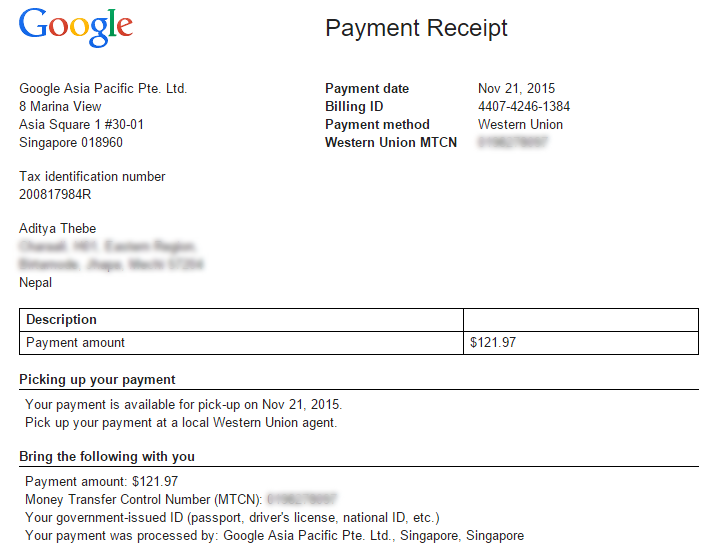 Google
Payment Receipt
Google Asia Pacific Pte. Ltd.
8 Marina View
Asia Square 1 #30-01
Singapore 018960
Payment date Nov 21, 2015
Billing ID 4407-4246-1384
Payment method Western Union
Western Union MTCN
Tax identification number
200817984R
Aditya Thebe
Nepal
Description
Payment amount $121.97
Picking up your payment
Your payment is available for pick-up on Nov 21, 2015.
Pick up your payment at a local Western Union agent.
Bring the following with you
Payment amount: $121.97
Money Transfer Control Number (MTCN):
Your government-issued ID (passport, driver's license, national ID, etc.)
Your payment was processed by: Google Asia Pacific Pte. Ltd., Singapore, Singapore